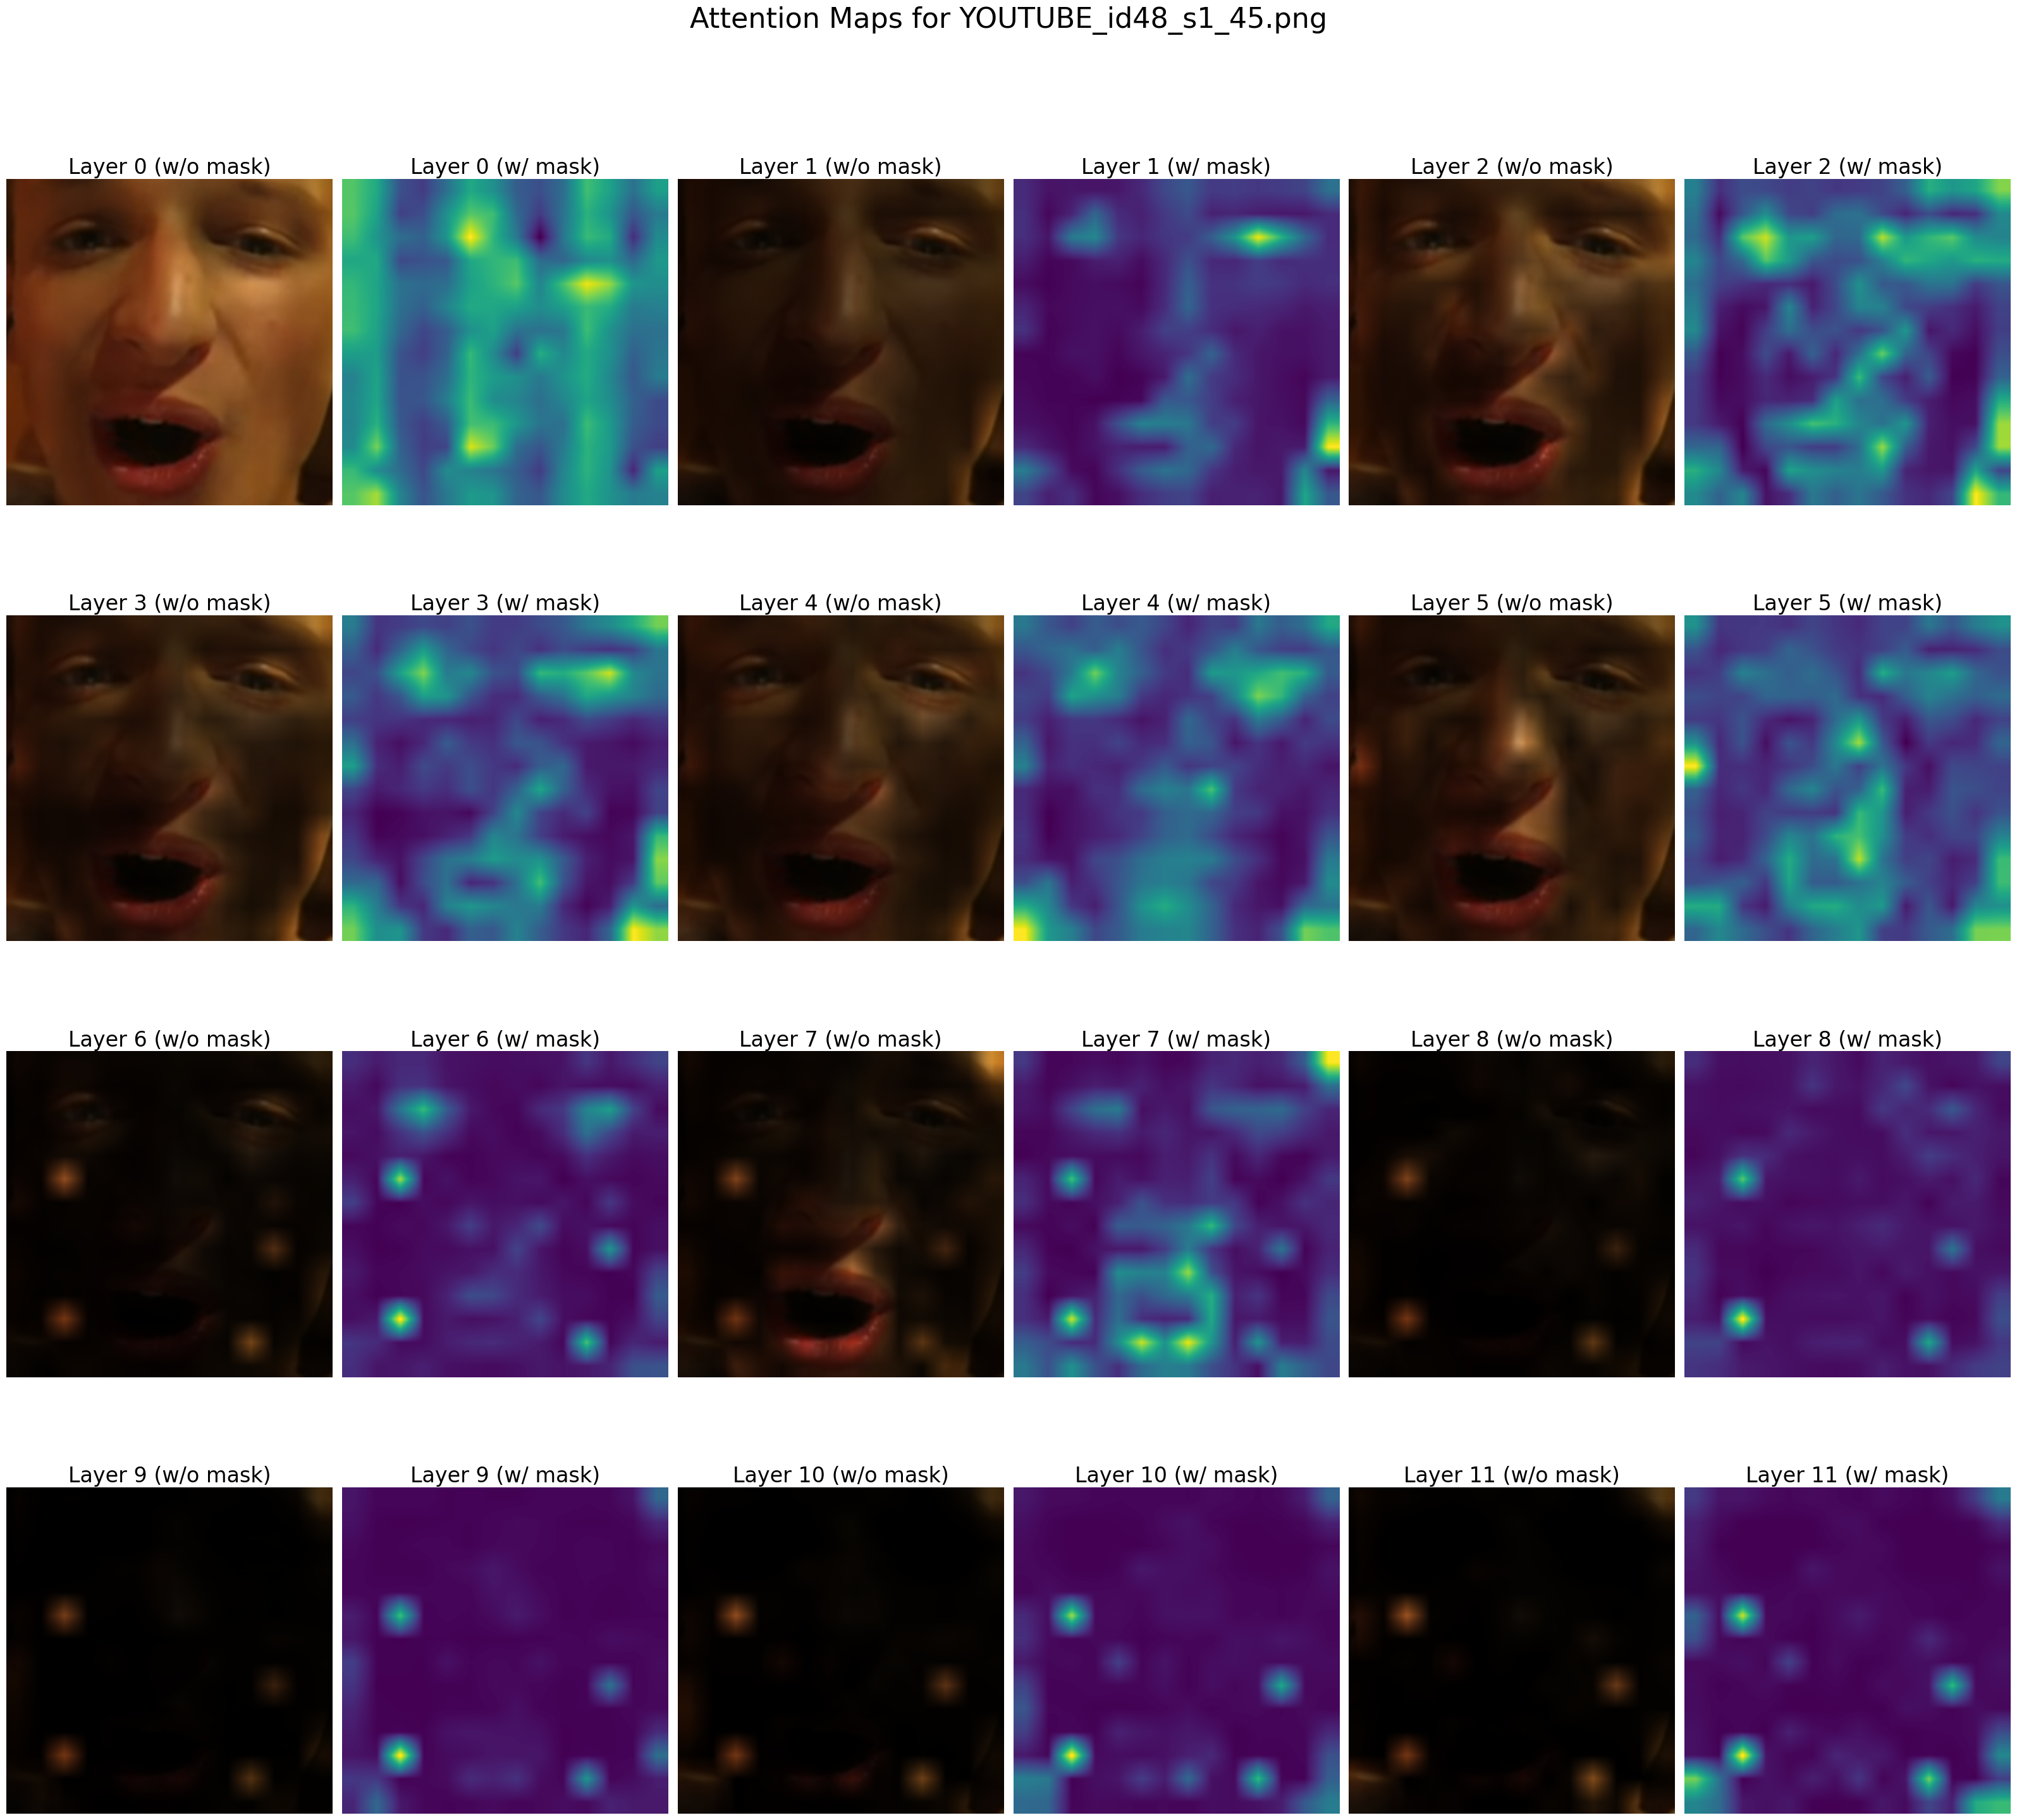 Attention Maps for YOUTUBE_id48_s1_45.png
Layer 0 (w/o mask) Layer 0 (w/ mask) Layer 1 (w/o mask) Layer 1 (w/ mask) Layer 2 (w/o mask) Layer 2 (w/ mask)
Layer 3 (w/o mask) Layer 3 (w/ mask) Layer 4 (w/o mask) Layer 4 (w/ mask) Layer 5 (w/o mask) Layer 5 (w/ mask)
Layer 6 (w/o mask) Layer 6 (w/ mask) Layer 7 (w/o mask) Layer 7 (w/ mask) Layer 8 (w/o mask) Layer 8 (w/ mask)
Layer 9 (w/o mask) Layer 9 (w/ mask) Layer 10 (w/o mask) Layer 10 (w/ mask) Layer 11 (w/o mask) Layer 11 (w/ mask)